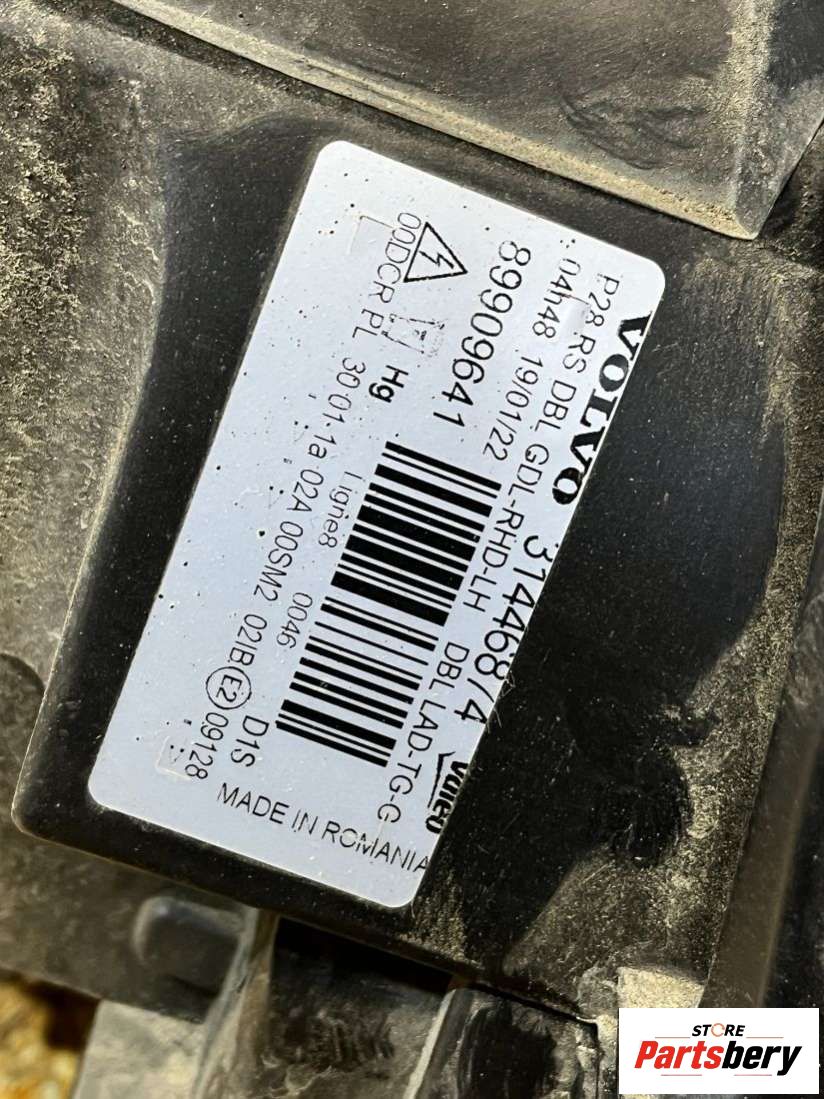 VOLVO 31446874 Valeo
P28 RS DBL GDL-RHD-LH DBL LAD-TG-G
04h48 19/01/22
89909641
Hg Ligne8 0046 D1S
00DCR PL 30 01-1a 02A 00SM2 02IB E2 09128
MADE IN ROMANIA
STORE
Partsbery